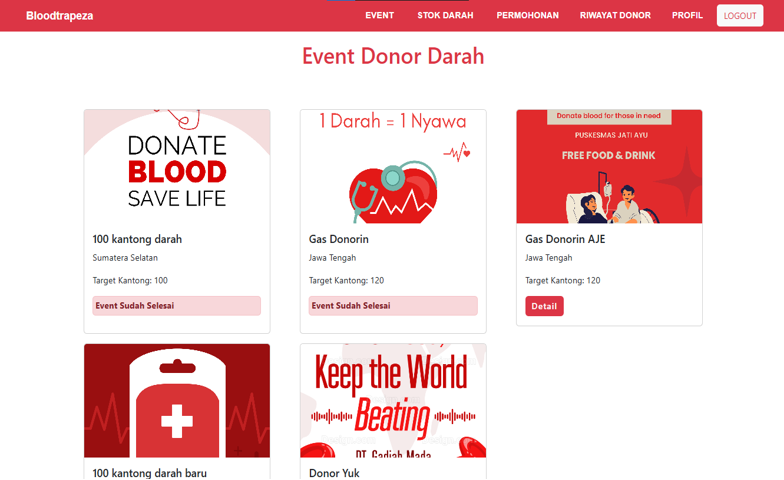 Bloodtrapeza
EVENT
STOK DARAH
PERMOHONAN
RIWAYAT DONOR
PROFIL
LOGOUT
Event Donor Darah
DONATE
BLOOD
SAVE LIFE
100 kantong darah
Sumatera Selatan
Target Kantong: 100
Event Sudah Selesai
1 Darah = 1 Nyawa
Gas Donorin
Jawa Tengah
Target Kantong: 120
Event Sudah Selesai
Donate blood for those in need
PUSKESMAS JATI AYU
FREE FOOD & DRINK
Gas Donorin AJE
Jawa Tengah
Target Kantong: 120
Detail
100 kantong darah baru
Keep the World
Beating
PT. Gadjah Mada
Donor Yuk